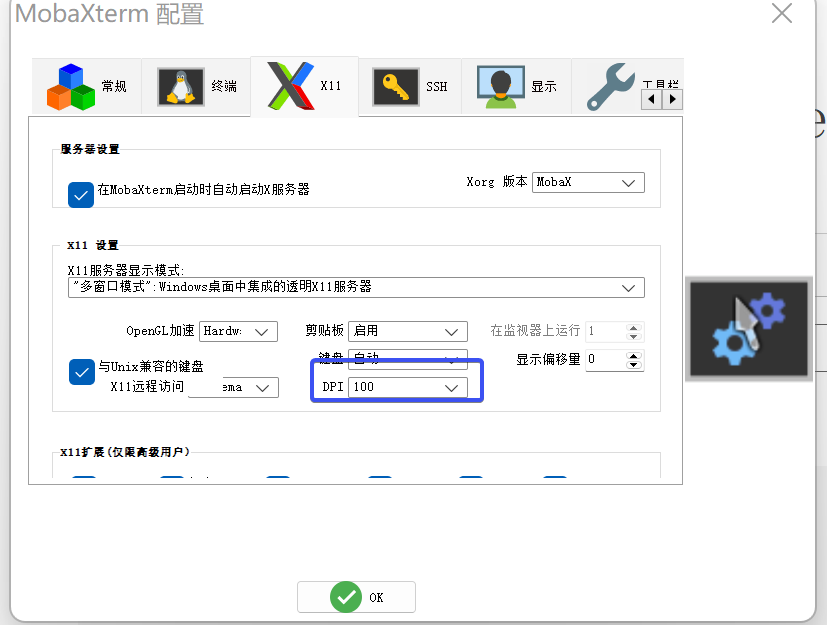 MobaXterm 配置
常规
终端
X11
SSH
显示
工具栏
服务器设置
在MobaXterm启动时自动启动X服务器
Xorg 版本
MobaX
X11 设置
X11服务器显示模式:
"多窗口模式":Windows桌面中集成的透明X11服务器
OpenGL加速
剪贴板
启用
在监视器上运行
1
键盘
自动
显示偏移量
0
与Unix兼容的键盘
X11远程访问
DPI
100
X11扩展(仅限高级用户)
OK